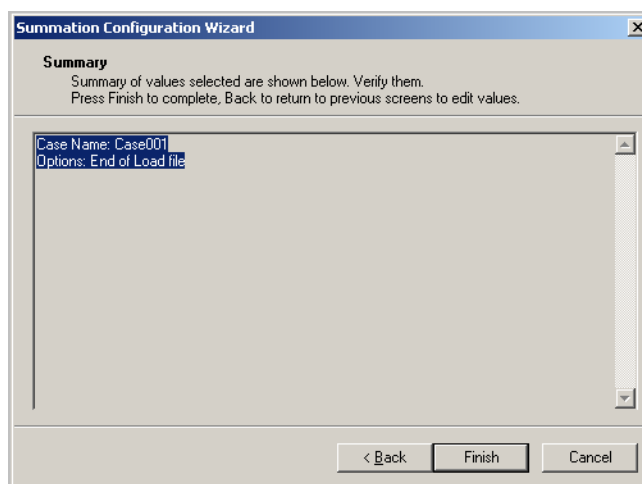 Summation Configuration Wizard
Summary
Summary of values selected are shown below. Verify them.
Press Finish to complete, Back to return to previous screens to edit values.
Case Name: Case001
Options: End of Load file
< Back
Finish
Cancel